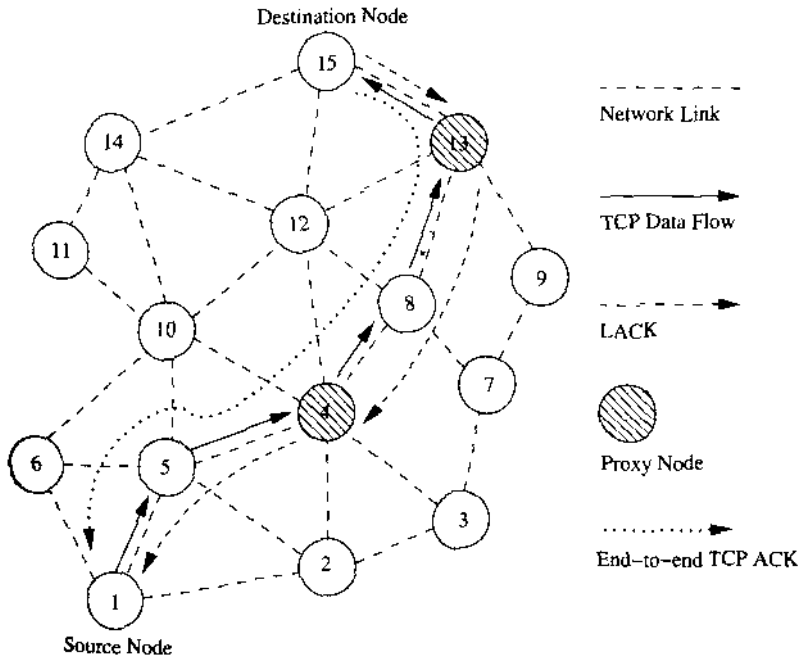 Destination Node
15
14
13
12
11
9
8
10
7
4
6
5
3
2
1
Source Node
Network Link
TCP Data Flow
LACK
Proxy Node
End-to-end TCP ACK